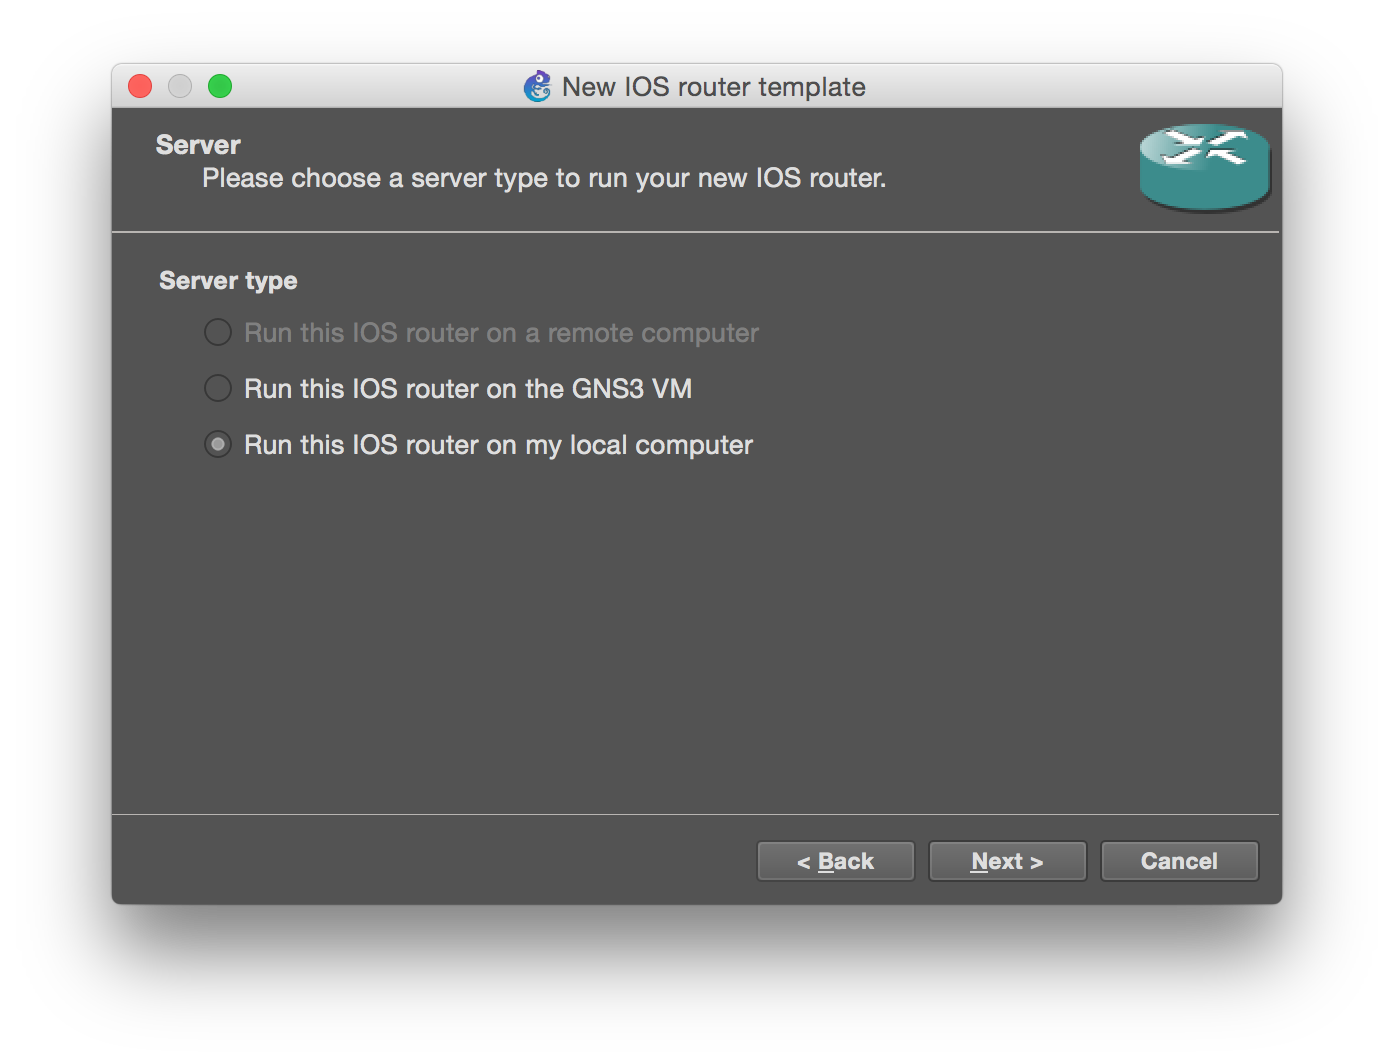 New IOS router template
Server
Please choose a server type to run your new IOS router.
Server type
Run this IOS router on a remote computer
Run this IOS router on the GNS3 VM
Run this IOS router on my local computer
< Back
Next >
Cancel